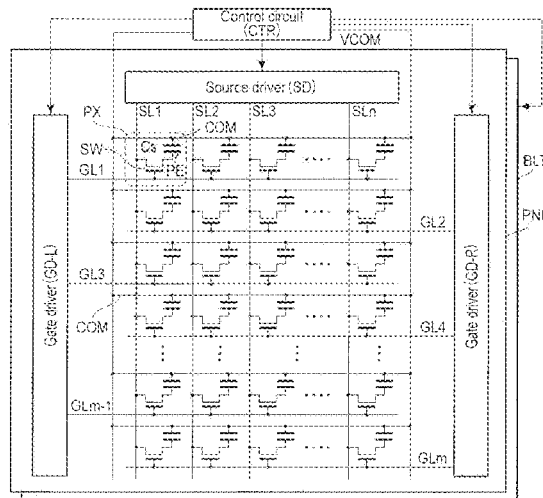 Control circuit
(CTR)
VCOM
Source driver (SD)
SL1 SL2 SL3 SLn
PX
COM
Cs
SW
PE
GL1
BLT
PNL
GL2
Gate driver (GD-L)
Gate driver (GD-R)
GL3
COM
GL4
GLm-1
GLm